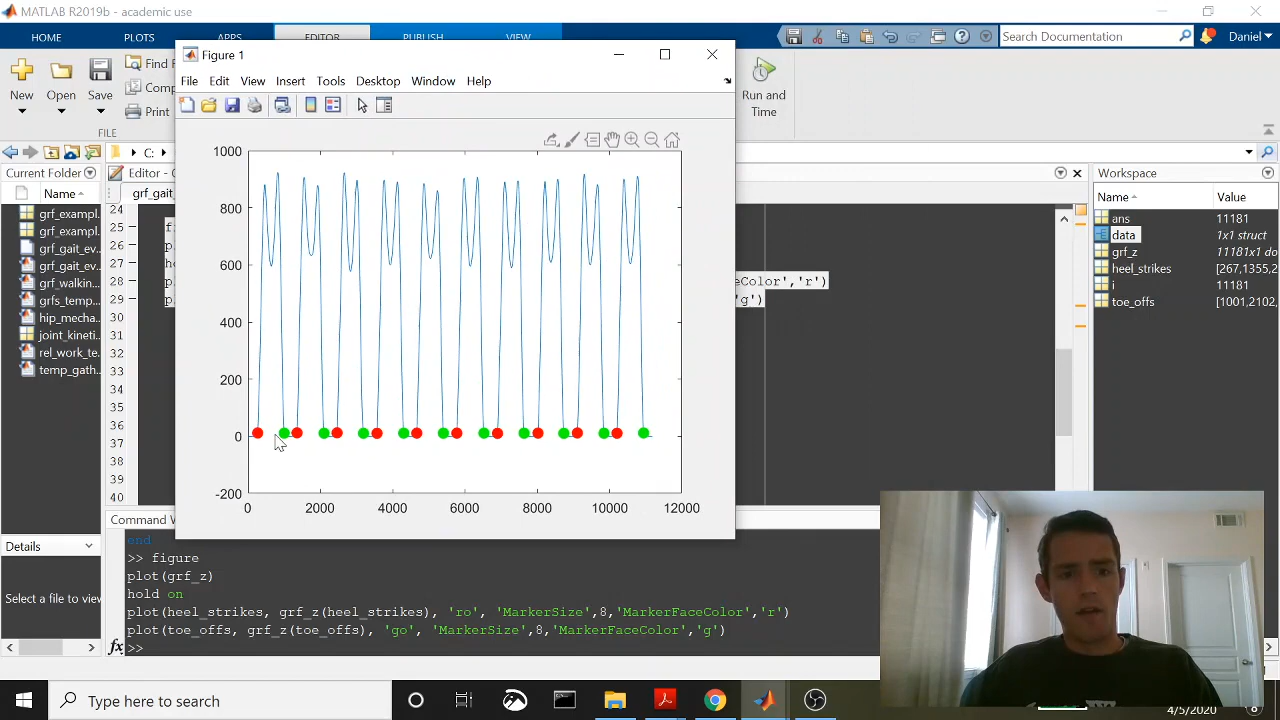 MATLAB R2019b - academic use
HOME
PLOTS
APPS
EDITOR
PUBLISH
VIEW
Search Documentation
Daniel
New
Open
Save
Find Fi
Comp
Print
FILE
Run and
Time
Figure 1
File Edit View Insert Tools Desktop Window Help
C:
Current Folder
Name
grf_exampl.
grf_exampl.
grf_gait_ev
grf_gait_ev
grf_walkin
grfs_temp.
hip_mecha
joint_kineti
rel_work_te
temp_gath
Details
Select a file to view
Editor - C
grf_gait
24
25
26
27
28
29
30
31
32
33
34
35
36
37
38
39
40
1000
800
600
400
200
0
-200
0
2000
4000
6000
8000
10000
12000
ceColor','r')
'g')
Workspace
Name Value
ans 11181
data 1x1 struct
grf_z 11181x1 do
heel_strikes [267,1355,2
i 11181
toe_offs [1001,2102,
Command W
end
>> figure
plot(grf_z)
hold on
plot(heel_strikes, grf_z(heel_strikes), 'ro', 'MarkerSize',8,'MarkerFaceColor','r')
plot(toe_offs, grf_z(toe_offs), 'go', 'MarkerSize',8,'MarkerFaceColor','g')
fx >>
Type here to search
4/5/2020